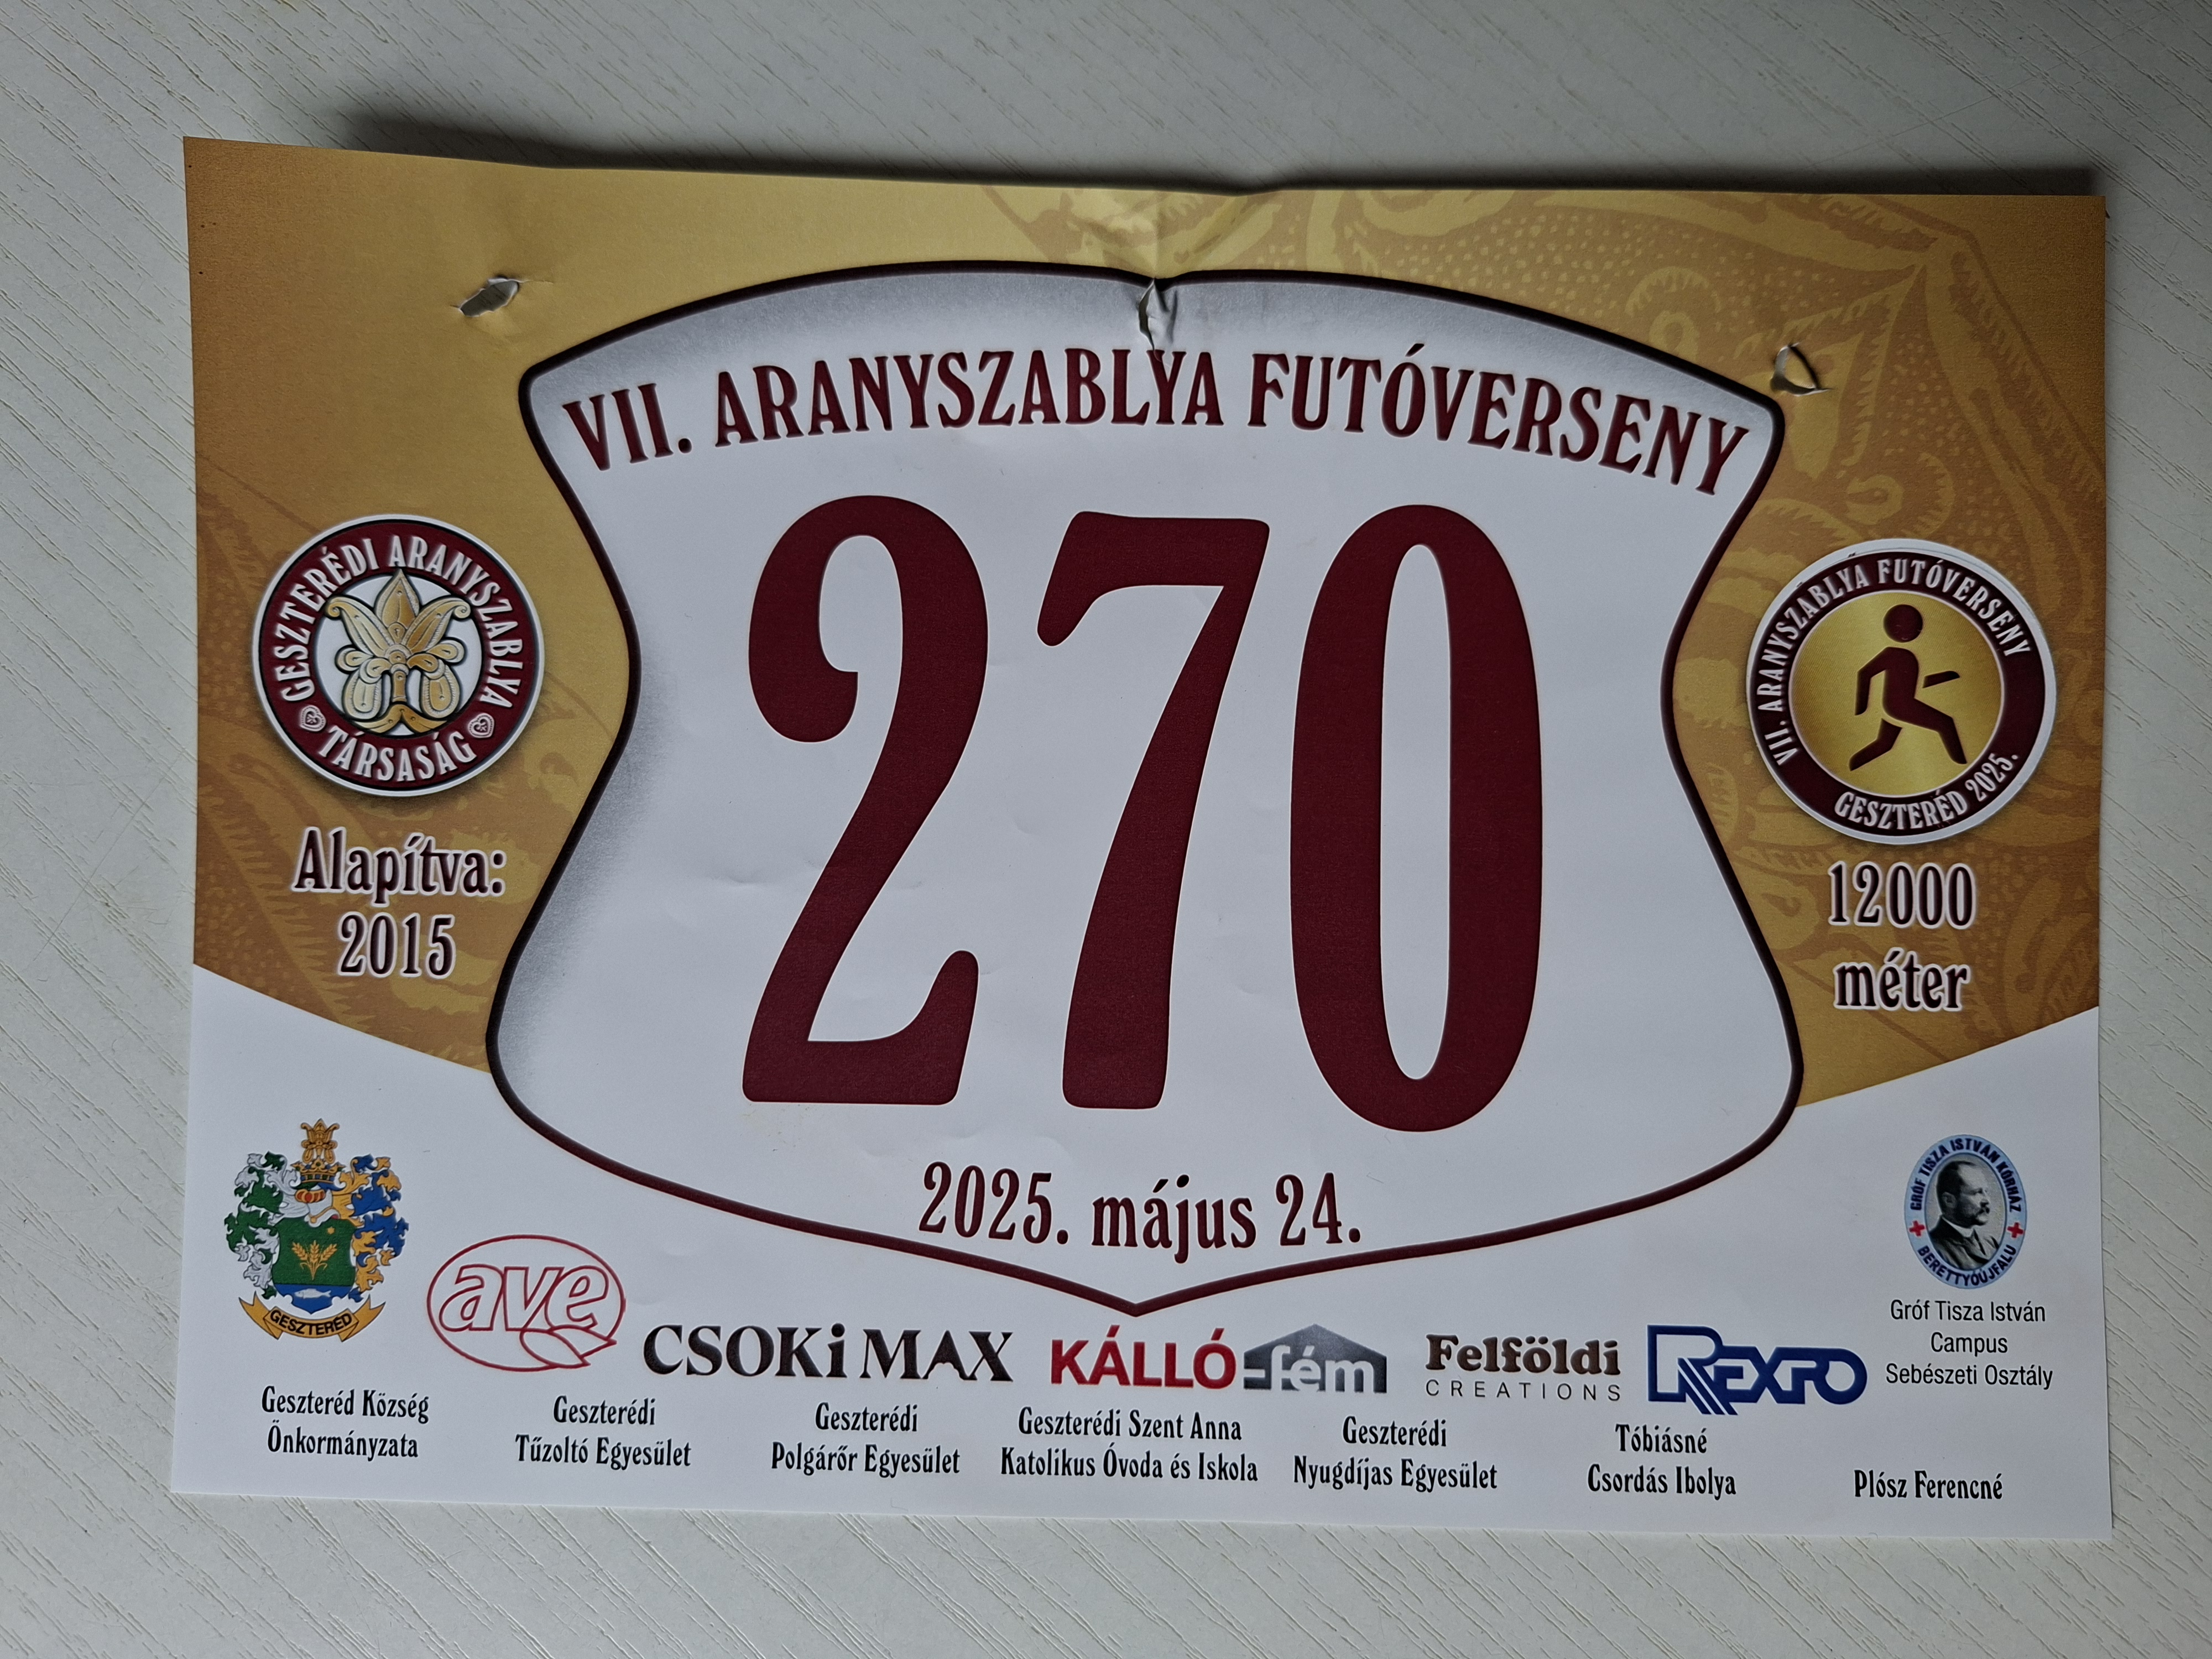 VII. ARANYSZABLYA FUTÓVERSENY
270
2025. május 24.
GESZTERÉDI ARANYSZABLYA
TÁRSASÁG
Alapítva:
2015
VII. ARANYSZABLYA FUTÓVERSENY
GESZTERÉD 2025.
12000
méter
GESZTERÉD
ave
CSOKi MAX
KÁLLÓ-fém
Felföldi
CREATIONS
REXPO
GRÓF TISZA ISTVÁN KÓRHÁZ
BERETTYÓÚJFALU
Gróf Tisza István
Campus
Sebészeti Osztály
Geszteréd Község
Önkormányzata
Geszterédi
Tűzoltó Egyesület
Geszterédi
Polgárőr Egyesület
Geszterédi Szent Anna
Katolikus Óvoda és Iskola
Geszterédi
Nyugdíjas Egyesület
Tóbiásné
Csordás Ibolya
Plósz Ferencné